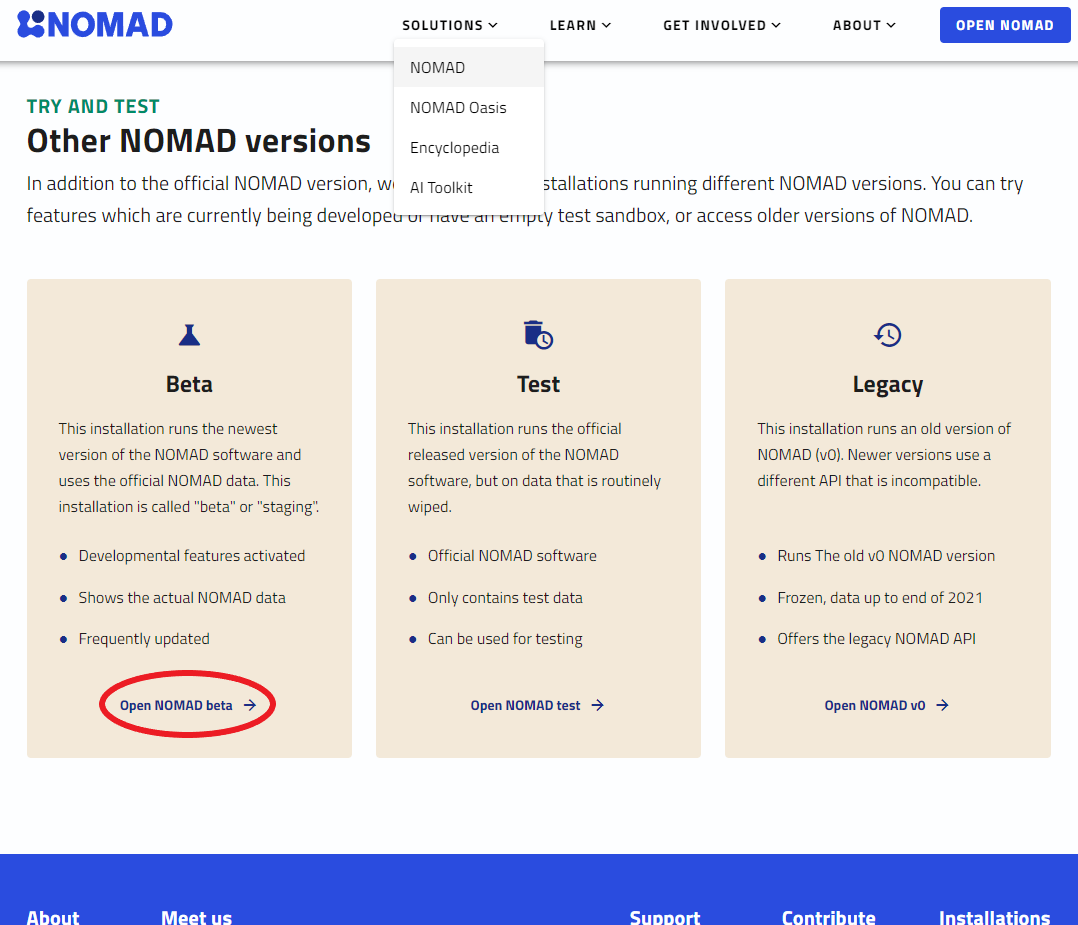 NOMAD
SOLUTIONS
LEARN
GET INVOLVED
ABOUT
OPEN NOMAD
NOMAD
NOMAD Oasis
Encyclopedia
AI Toolkit
TRY AND TEST
Other NOMAD versions
In addition to the official NOMAD version, we stallations running different NOMAD versions. You can try
features which are currently being developed or have an empty test sandbox, or access older versions of NOMAD.
Beta
This installation runs the newest
version of the NOMAD software and
uses the official NOMAD data. This
installation is called "beta" or "staging".
• Developmental features activated
• Shows the actual NOMAD data
• Frequently updated
Open NOMAD beta →
Test
This installation runs the official
released version of the NOMAD
software, but on data that is routinely
wiped.
• Official NOMAD software
• Only contains test data
• Can be used for testing
Open NOMAD test →
Legacy
This installation runs an old version of
NOMAD (v0). Newer versions use a
different API that is incompatible.
• Runs The old v0 NOMAD version
• Frozen, data up to end of 2021
• Offers the legacy NOMAD API
Open NOMAD v0 →
About
Meet us
Support
Contribute
Installations